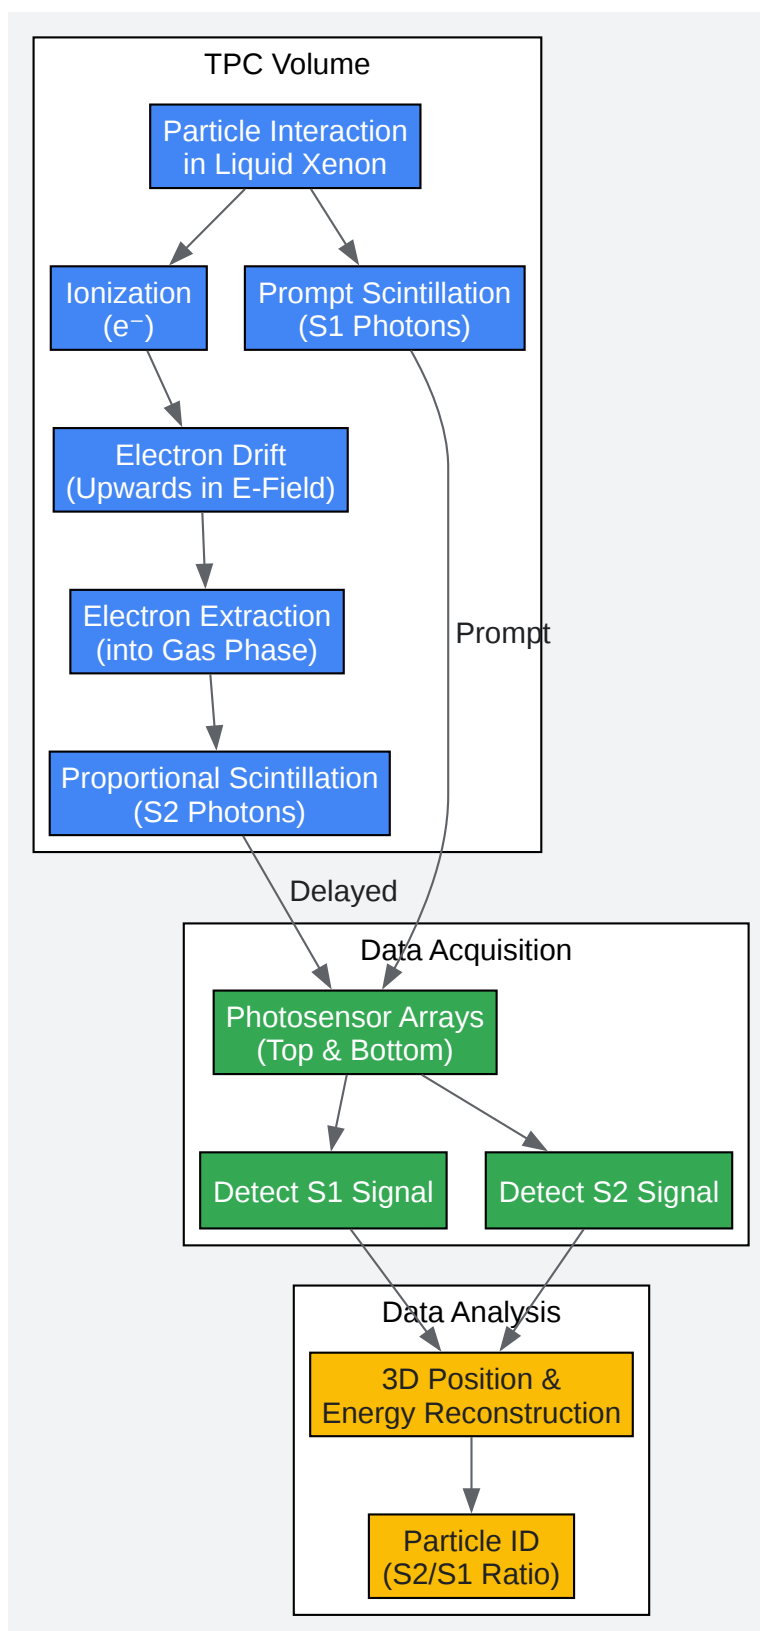 TPC Volume
Particle Interaction
in Liquid Xenon
Ionization
(e⁻)
Prompt Scintillation
(S1 Photons)
Electron Drift
(Upwards in E-Field)
Electron Extraction
(into Gas Phase)
Prompt
Proportional Scintillation
(S2 Photons)
Delayed
Data Acquisition
Photosensor Arrays
(Top & Bottom)
Detect S1 Signal
Detect S2 Signal
Data Analysis
3D Position &
Energy Reconstruction
Particle ID
(S2/S1 Ratio)